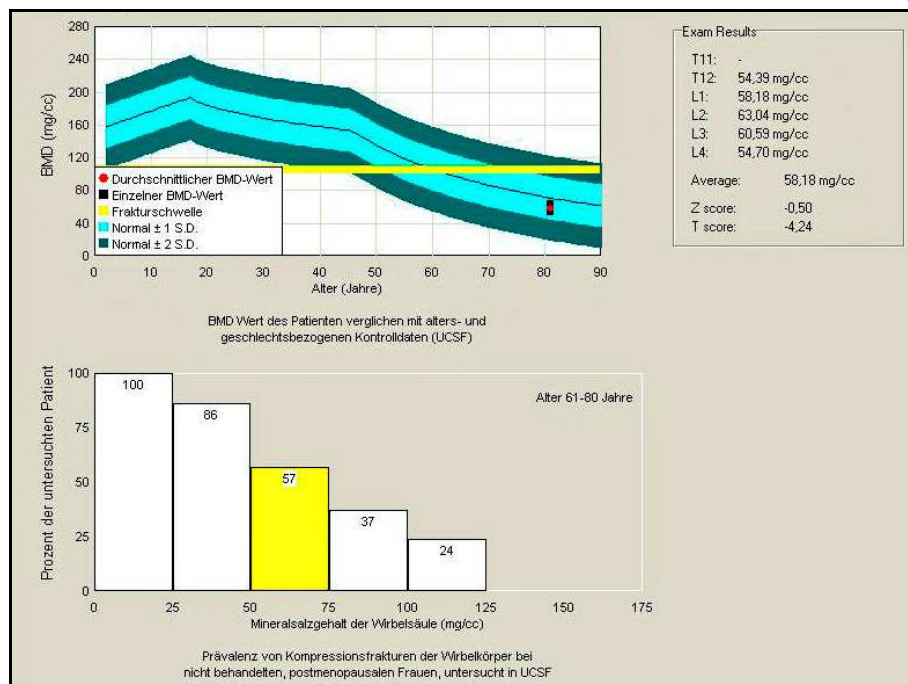 280
240
200
160
120
80
40
0
BMD (mg/cc)
Durchschnittlicher BMD-Wert
Einzelner BMD-Wert
Frakturschwelle
Normal ± 1 S.D.
Normal ± 2 S.D.
0 10 20 30 40 50 60 70 80 90
Alter (Jahre)
BMD Wert des Patienten verglichen mit alters- und
geschlechtsbezogenen Kontrolldaten (UCSF)
Exam Results
T11: -
T12: 54,39 mg/cc
L1: 58,18 mg/cc
L2: 63,04 mg/cc
L3: 60,59 mg/cc
L4: 54,70 mg/cc
Average: 58,18 mg/cc
Z score: -0,50
T score: -4,24
100
75
50
25
0
Prozent der untersuchten Patient
Alter 61-80 Jahre
100
86
57
37
24
0 25 50 75 100 125 150 175
Mineralsalzgehalt der Wirbelsäule (mg/cc)
Prävalenz von Kompressionsfrakturen der Wirbelkörper bei
nicht behandelten, postmenopausalen Frauen, untersucht in UCSF